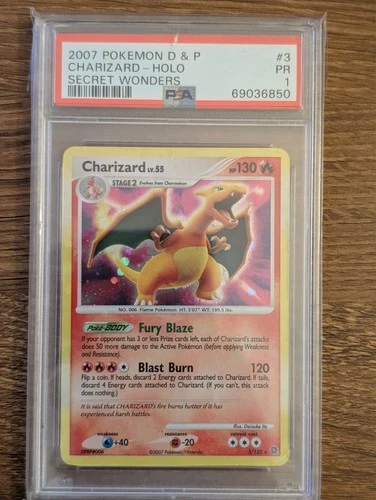 2007 POKEMON D & P #3
CHARIZARD - HOLO PR
SECRET WONDERS 1
PSA 69036850
Charizard LV.55 HP 130
STAGE 2 Evolves from Charmeleon
NO. 006 Flame Pokémon HT: 5'07" WT: 199.5 lbs.
Poké-BODY Fury Blaze
If your opponent has 3 or less Prize cards left, each of Charizard's attacks
does 50 more damage to the Active Pokémon (before applying Weakness
and Resistance).
Blast Burn 120
Flip a coin. If heads, discard 2 Energy cards attached to Charizard. If tails,
discard 4 Energy cards attached to Charizard. (If you can't, this attack
does nothing.)
It is said that CHARIZARD's fire burns hotter if it has
experienced harsh battles.
Illus. Daisuke Ito
weakness resistance retreat cost
+40 -20
©2007 Pokémon/Nintendo 3/132